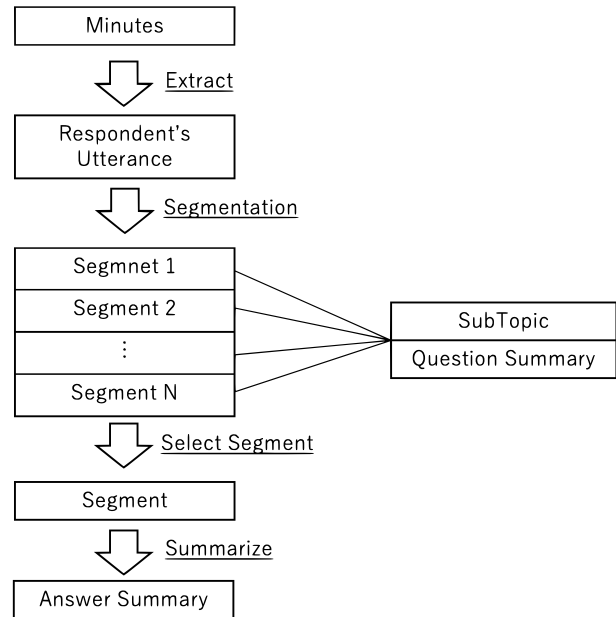 Minutes
Extract
Respondent's
Utterance
Segmentation
Segmnet 1
Segment 2
⋮
Segment N
SubTopic
Question Summary
Select Segment
Segment
Summarize
Answer Summary